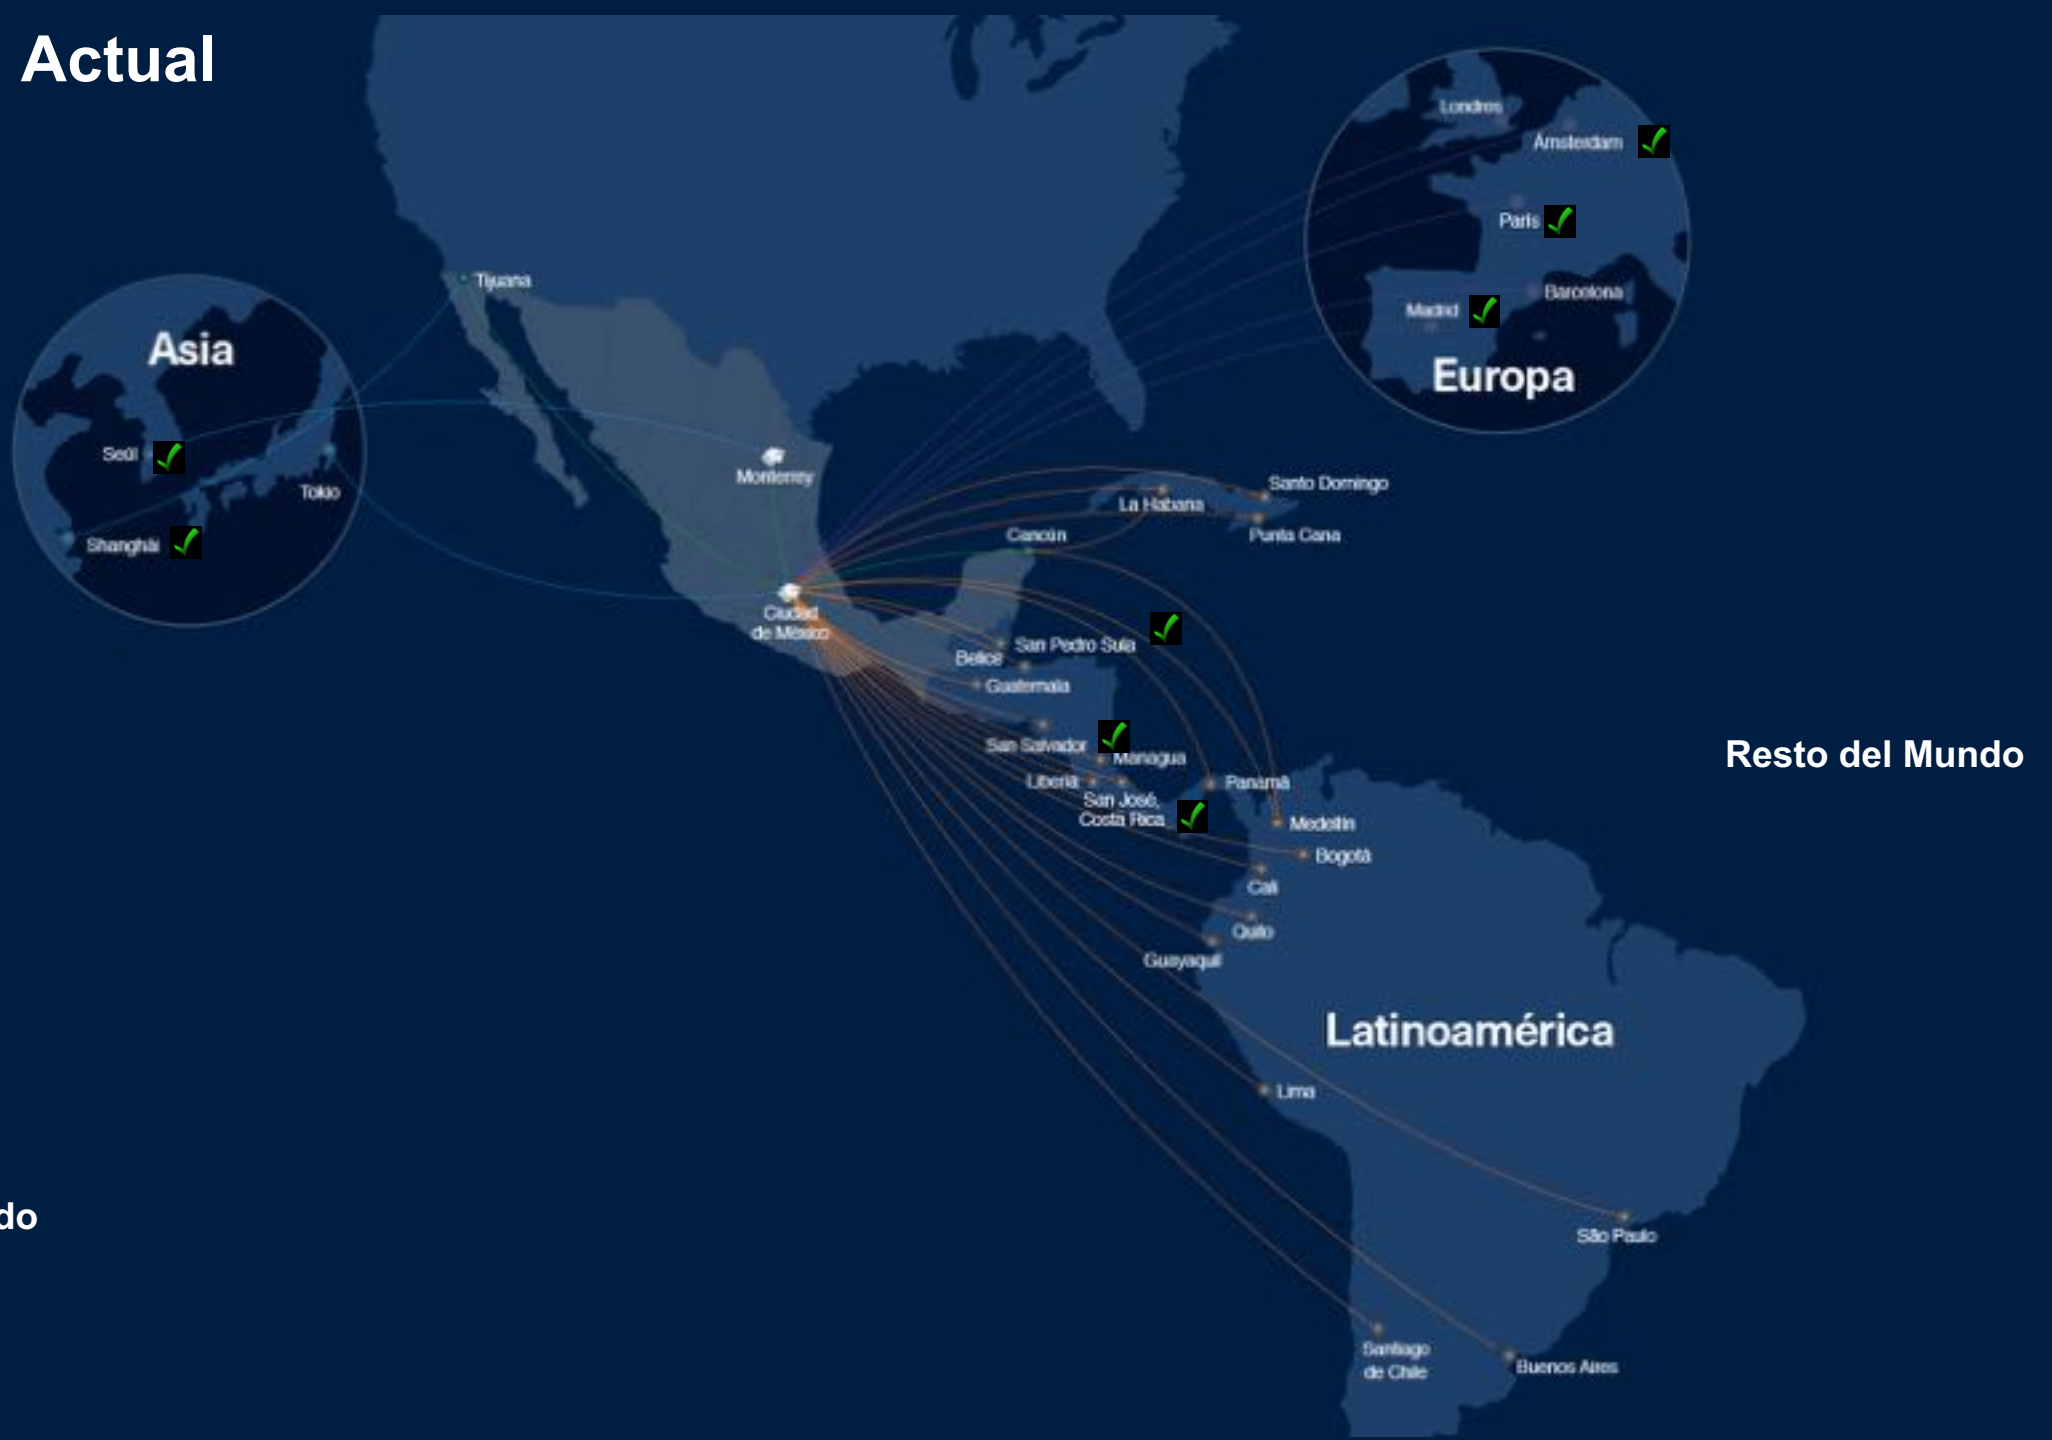 Actual
Londres
Ámsterdam
París
Tijuana
Barcelona
Madrid
Asia
Europa
Seúl
Monterrey
Tokio
Santo Domingo
La Habana
Cancún
Punta Cana
Shanghái
Ciudad
de México
San Pedro Sula
Belice
Guatemala
San Salvador
Managua
Resto del Mundo
Liberia
Panamá
San José,
Costa Rica
Medellín
Bogotá
Cali
Quito
Guayaquil
Latinoamérica
Lima
do
São Paulo
Santiago
de Chile
Buenos Aires